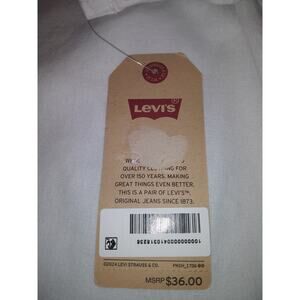 LEVI'S®
QUALITY CLOTHING FOR
OVER 150 YEARS. MAKING
GREAT THINGS EVEN BETTER.
THIS IS A PAIR OF LEVI'S™.
ORIGINAL JEANS SINCE 1873.
©2024 LEVI STRAUSS & CO.
MSRP $36.00